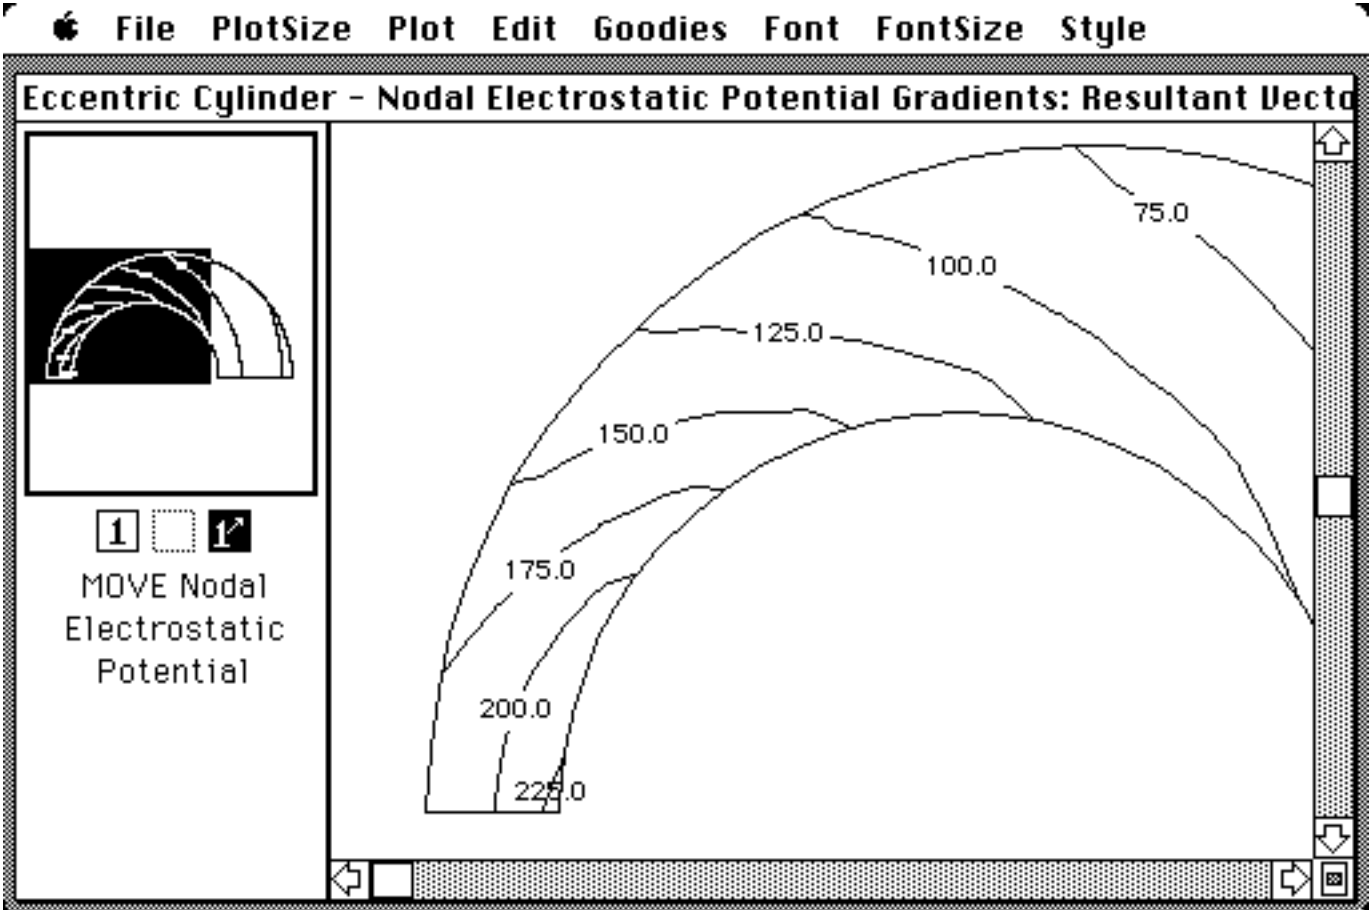 File PlotSize Plot Edit Goodies Font FontSize Style
Eccentric Cylinder - Nodal Electrostatic Potential Gradients: Resultant Vecto
1
1
MOVE Nodal
Electrostatic
Potential
75.0
100.0
125.0
150.0
175.0
200.0
225.0